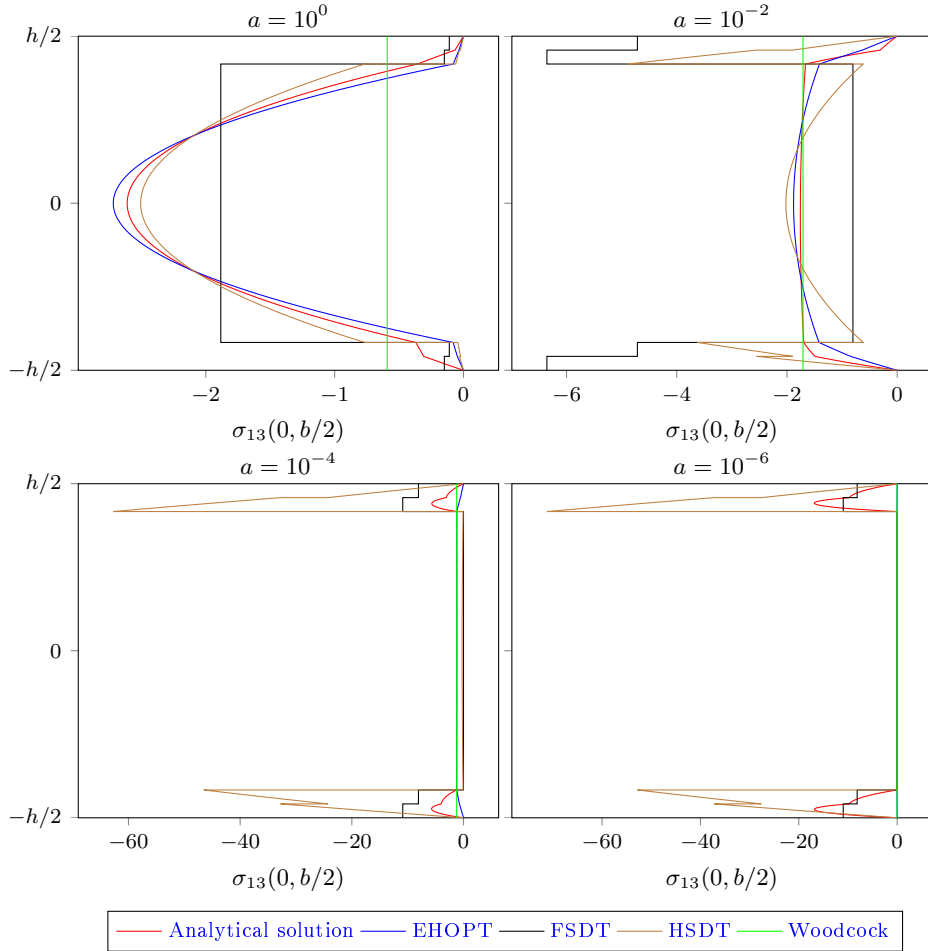 a = 10⁰
a = 10⁻²
h/2
0
−h/2
−2 −1 0
−6 −4 −2 0
σ₁₃(0, b/2)
σ₁₃(0, b/2)
a = 10⁻⁴
a = 10⁻⁶
h/2
0
−h/2
−60 −40 −20 0
−60 −40 −20 0
σ₁₃(0, b/2)
σ₁₃(0, b/2)
Analytical solution EHOPT FSDT HSDT Woodcock